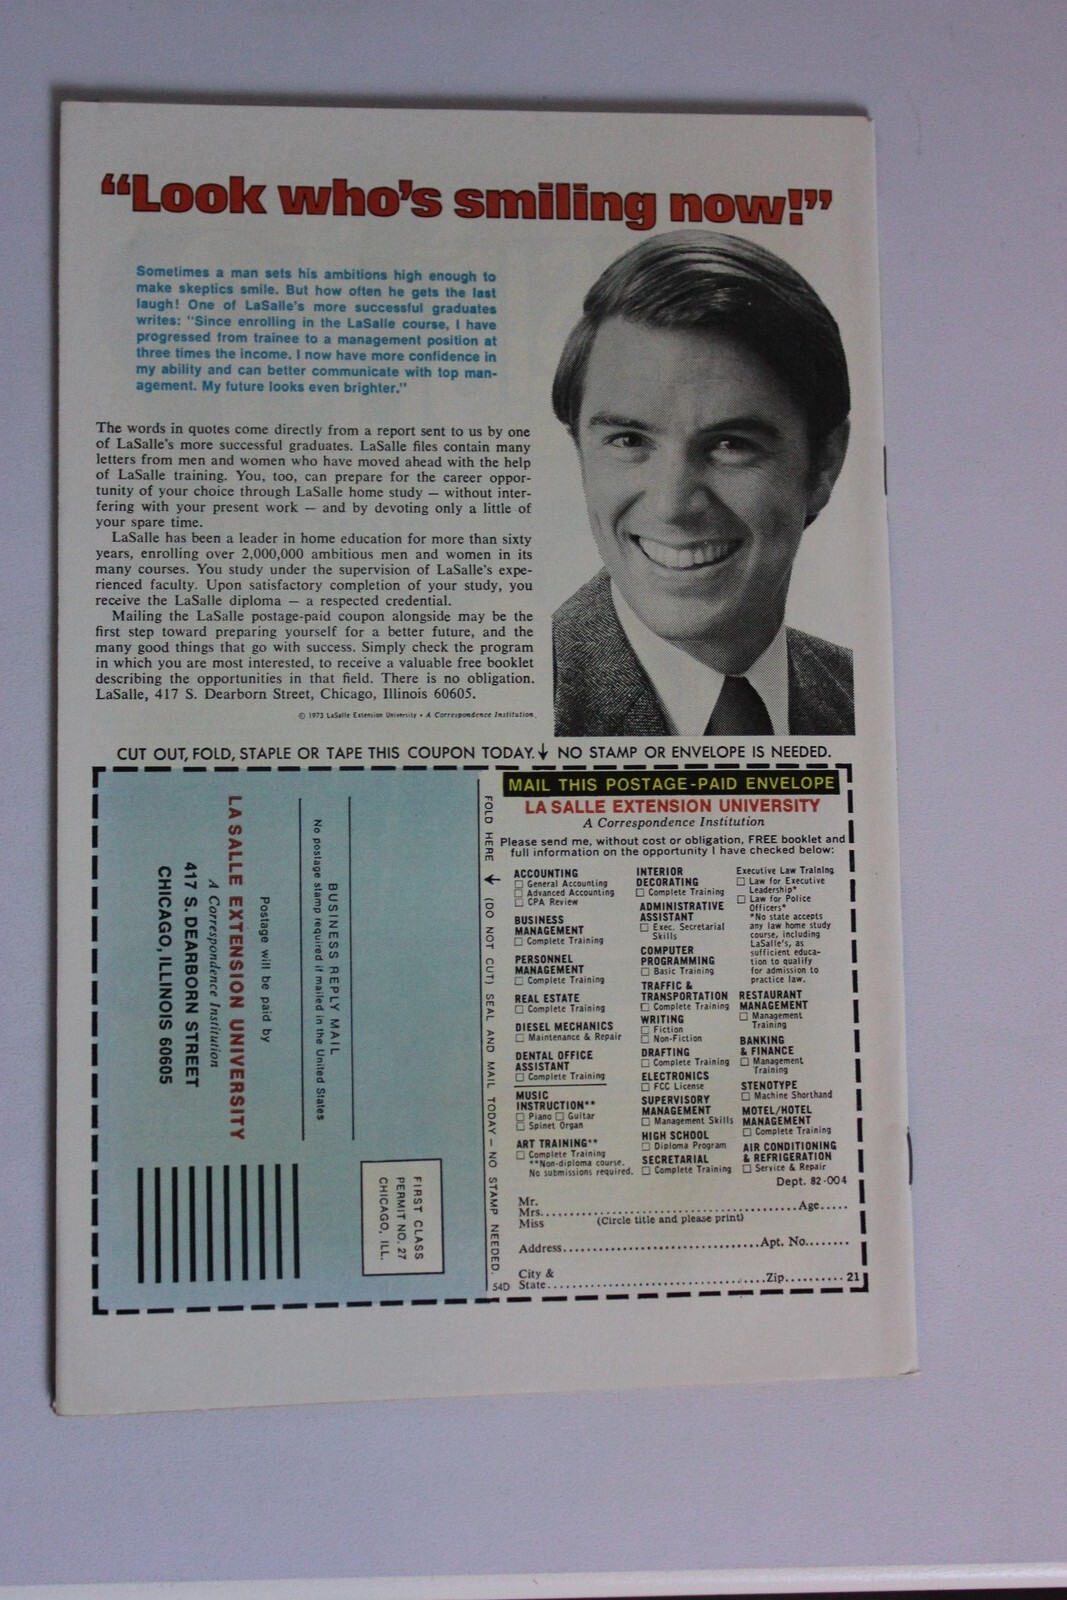 “Look who's smiling now!”
Sometimes a man sets his ambitions high enough to
make skeptics smile. But how often he gets the last
laugh! One of LaSalle's more successful graduates
writes: "Since enrolling in the LaSalle course, I have
progressed from trainee to a management position at
three times the income. I now have more confidence in
my ability and can better communicate with top man-
agement. My future looks even brighter."
The words in quotes come directly from a report sent to us by one
of LaSalle's more successful graduates. LaSalle files contain many
letters from men and women who have moved ahead with the help
of LaSalle training. You, too, can prepare for the career oppor-
tunity of your choice through LaSalle home study — without inter-
fering with your present work — and by devoting only a little of
your spare time.
LaSalle has been a leader in home education for more than sixty
years, enrolling over 2,000,000 ambitious men and women in its
many courses. You study under the supervision of LaSalle's expe-
rienced faculty. Upon satisfactory completion of your study, you
receive the LaSalle diploma — a respected credential.
Mailing the LaSalle postage-paid coupon alongside may be the
first step toward preparing yourself for a better future, and the
many good things that go with success. Simply check the program
in which you are most interested, to receive a valuable free booklet
describing the opportunities in that field. There is no obligation.
LaSalle, 417 S. Dearborn Street, Chicago, Illinois 60605.
© 1973 LaSalle Extension University • A Correspondence Institution.
CUT OUT, FOLD, STAPLE OR TAPE THIS COUPON TODAY. ↓ NO STAMP OR ENVELOPE IS NEEDED.
FIRST CLASS
PERMIT NO. 27
CHICAGO, ILL.
BUSINESS REPLY MAIL
No postage stamp required if mailed in the United States
Postage will be paid by
LA SALLE EXTENSION UNIVERSITY
A Correspondence Institution
417 S. DEARBORN STREET
CHICAGO, ILLINOIS 60605
FOLD HERE ↓ (DO NOT CUT) SEAL AND MAIL TODAY — NO STAMP NEEDED.
MAIL THIS POSTAGE-PAID ENVELOPE
LA SALLE EXTENSION UNIVERSITY
A Correspondence Institution
Please send me, without cost or obligation, FREE booklet and
full information on the opportunity I have checked below:
ACCOUNTING
☐ General Accounting
☐ Advanced Accounting
☐ CPA Review
BUSINESS
MANAGEMENT
☐ Complete Training
PERSONNEL
MANAGEMENT
☐ Complete Training
REAL ESTATE
☐ Complete Training
DIESEL MECHANICS
☐ Maintenance & Repair
DENTAL OFFICE
ASSISTANT
☐ Complete Training
MUSIC
INSTRUCTION**
☐ Piano ☐ Guitar
☐ Spinet Organ
ART TRAINING**
☐ Complete Training
**Non-diploma course.
No submissions required.
INTERIOR
DECORATING
☐ Complete Training
ADMINISTRATIVE
ASSISTANT
☐ Exec. Secretarial
Skills
COMPUTER
PROGRAMMING
☐ Basic Training
TRAFFIC &
TRANSPORTATION
☐ Complete Training
WRITING
☐ Fiction
☐ Non-Fiction
DRAFTING
☐ Complete Training
ELECTRONICS
☐ FCC License
SUPERVISORY
MANAGEMENT
☐ Management Skills
HIGH SCHOOL
☐ Diploma Program
SECRETARIAL
☐ Complete Training
Executive Law Training
☐ Law for Executive
Leadership*
☐ Law for Police
Officers*
*No state accepts
any law home study
course, including
LaSalle's, as
sufficient educa-
tion to qualify
for admission to
practice law.
RESTAURANT
MANAGEMENT
☐ Management
Training
BANKING
& FINANCE
☐ Management
Training
STENOTYPE
☐ Machine Shorthand
MOTEL/HOTEL
MANAGEMENT
☐ Complete Training
AIR CONDITIONING
& REFRIGERATION
☐ Service & Repair
Dept. 82-004
Mr.
Mrs...........................................Age.....
Miss (Circle title and please print)
Address.................................Apt. No........
City &
State.....................................Zip.......... 21
54D